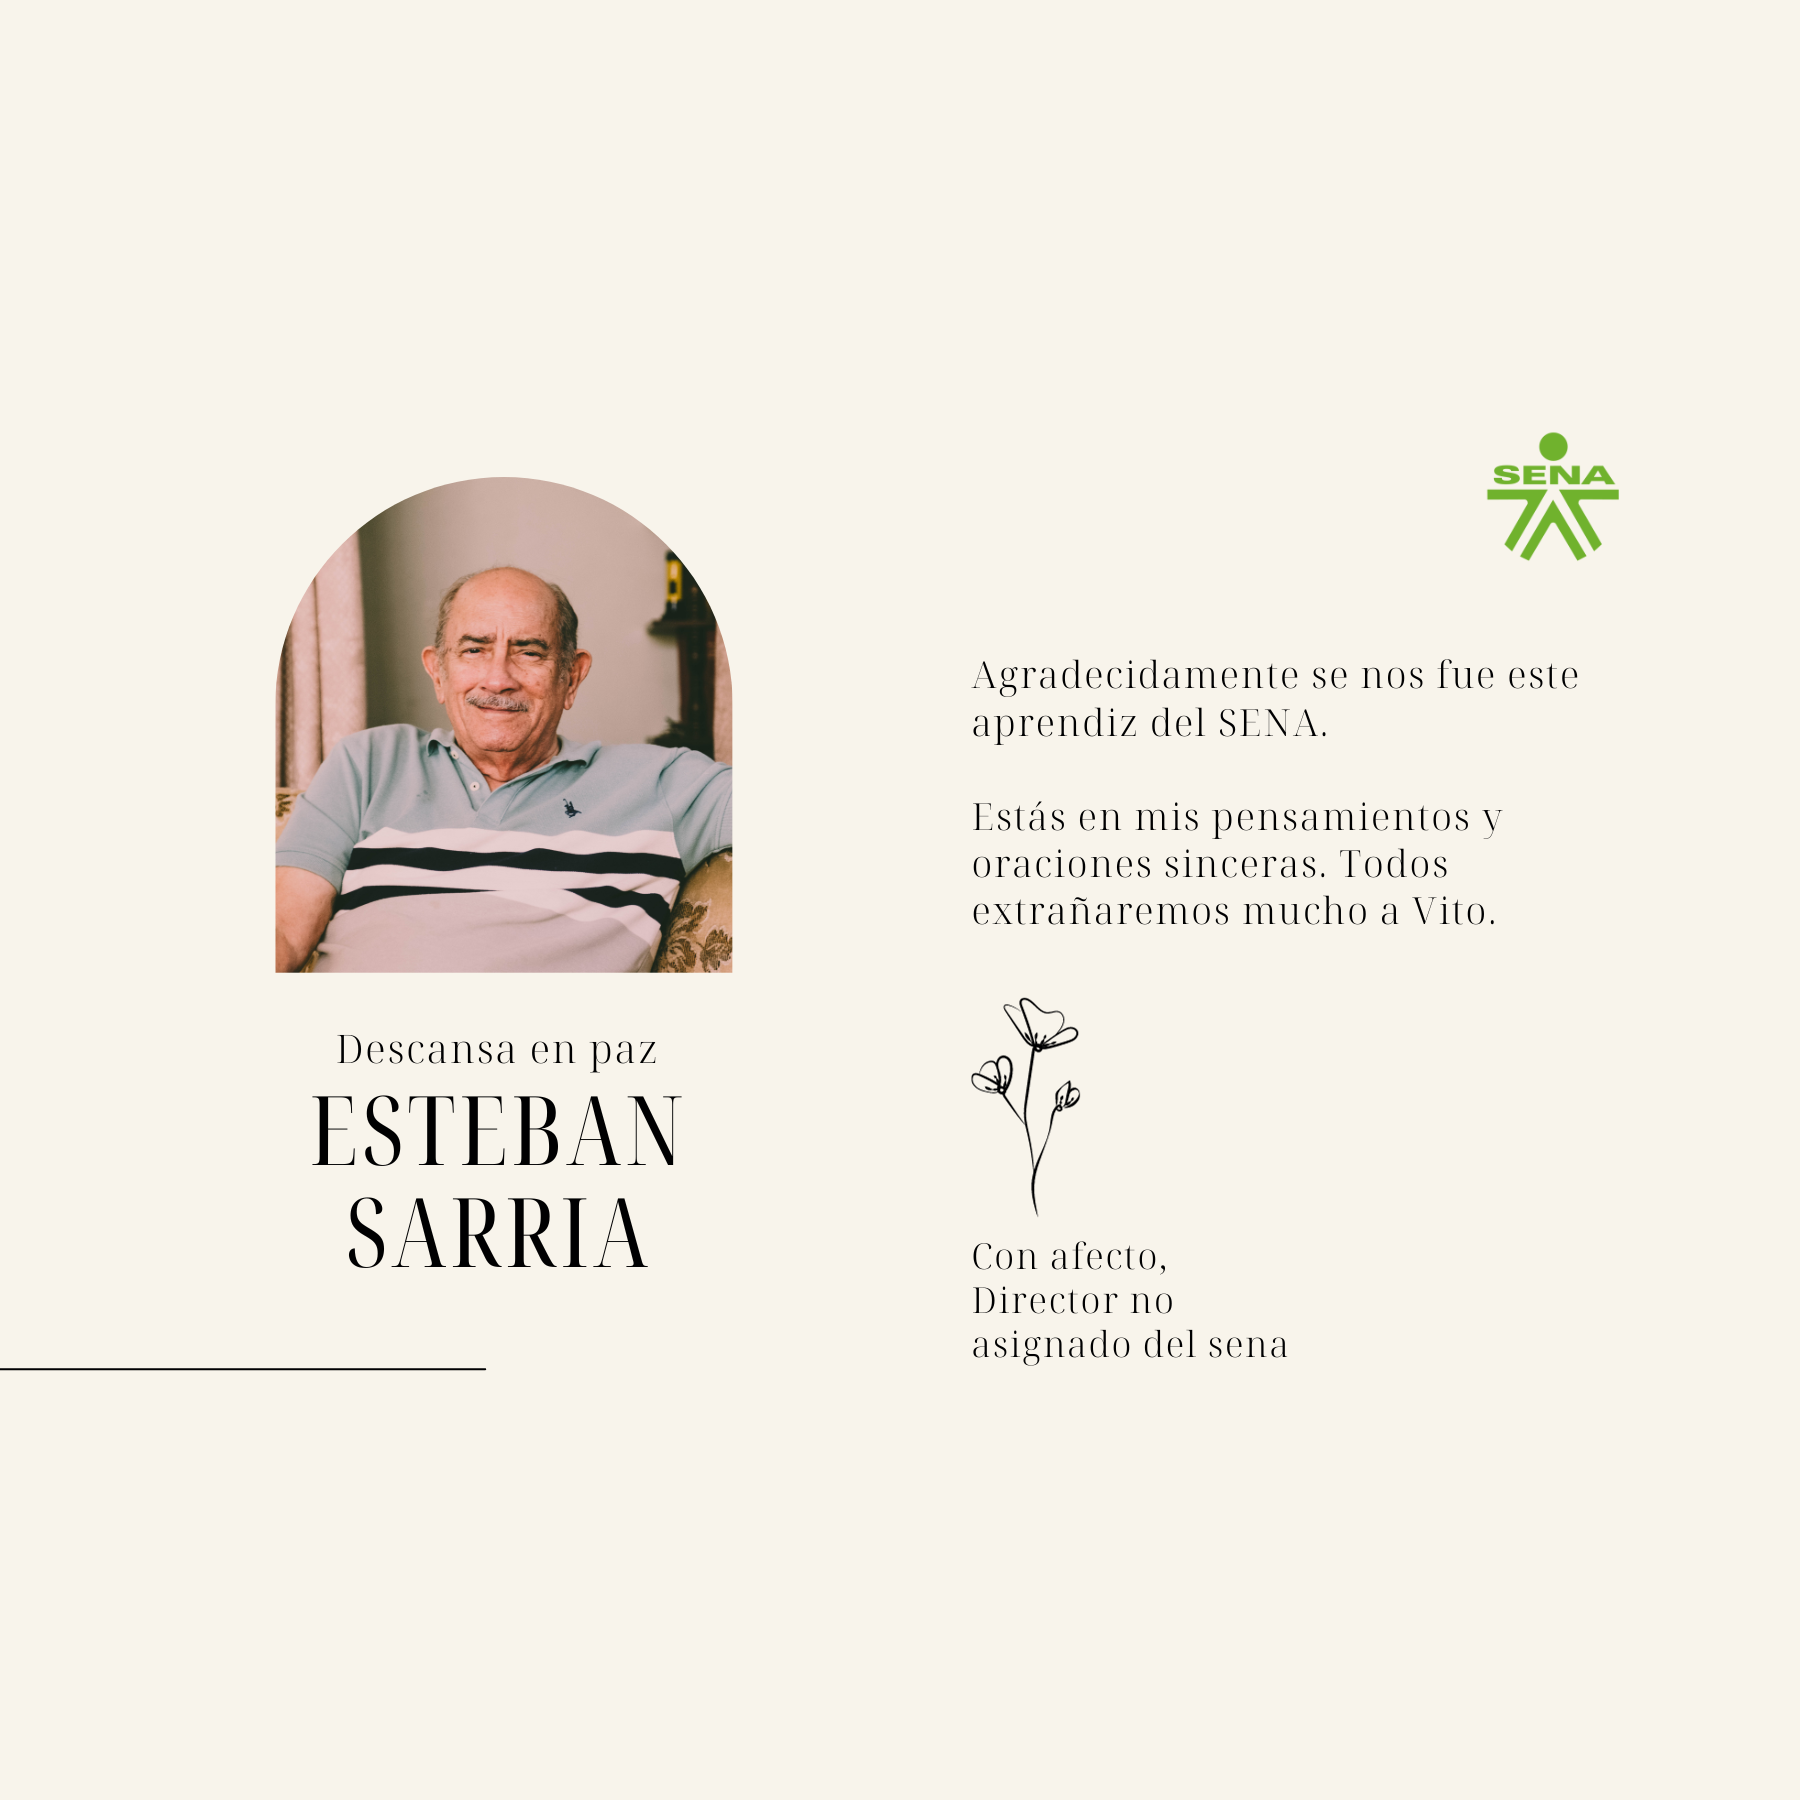 SENA
Agradecidamente se nos fue este
aprendiz del SENA.
Estás en mis pensamientos y
oraciones sinceras. Todos
extrañaremos mucho a Vito.
Descansa en paz
ESTEBAN
SARRIA
Con afecto,
Director no
asignado del sena